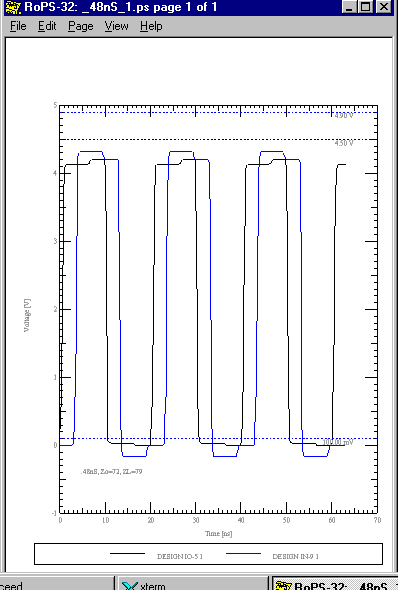 RoPS-32: _48nS_1.ps page 1 of 1
File Edit Page View Help
5
4.90 V
4.50 V
4
3
2
1
0
-1
Voltage [V]
100.00 mV
.48nS, Zo=72, ZL=79
0 10 20 30 40 50 60 70
Time [ns]
DESIGN IO-5 1 DESIGN IN-9 1
ceed xterm RoPS-32: _48nS